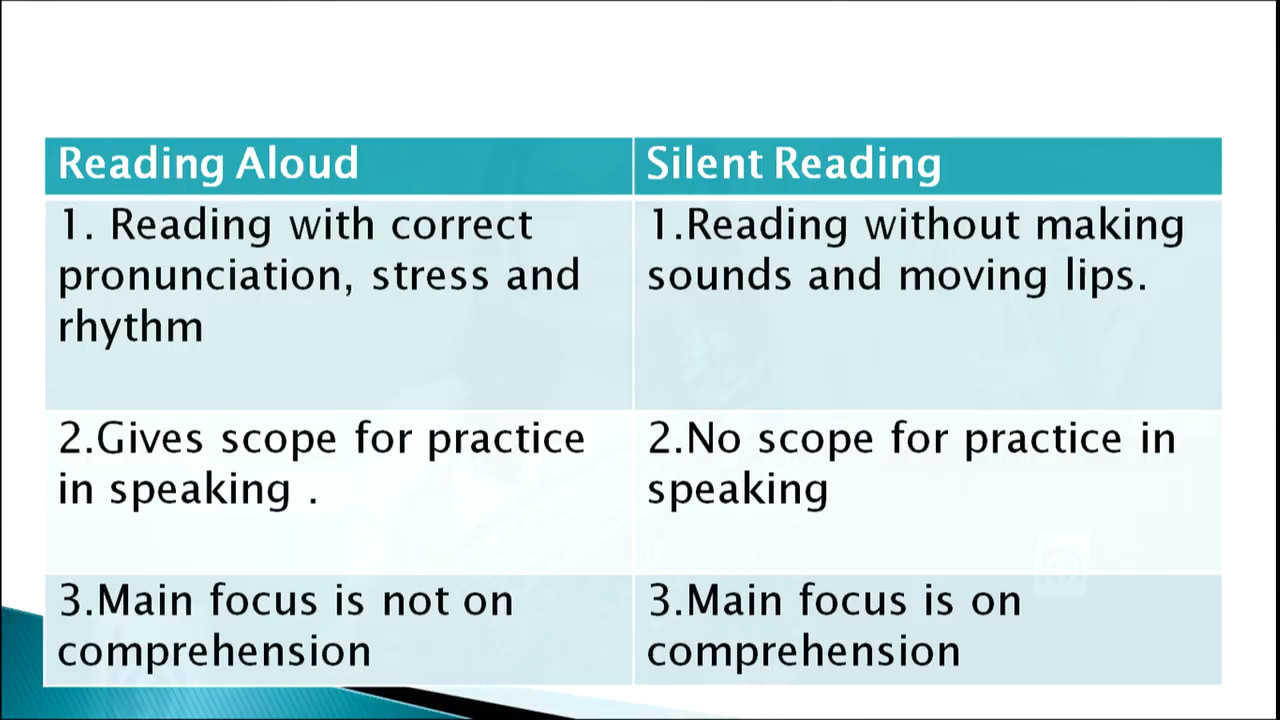 Reading Aloud
Silent Reading
1. Reading with correct
pronunciation, stress and
rhythm
1.Reading without making
sounds and moving lips.
2.Gives scope for practice
in speaking .
2.No scope for practice in
speaking
3.Main focus is not on
comprehension
3.Main focus is on
comprehension